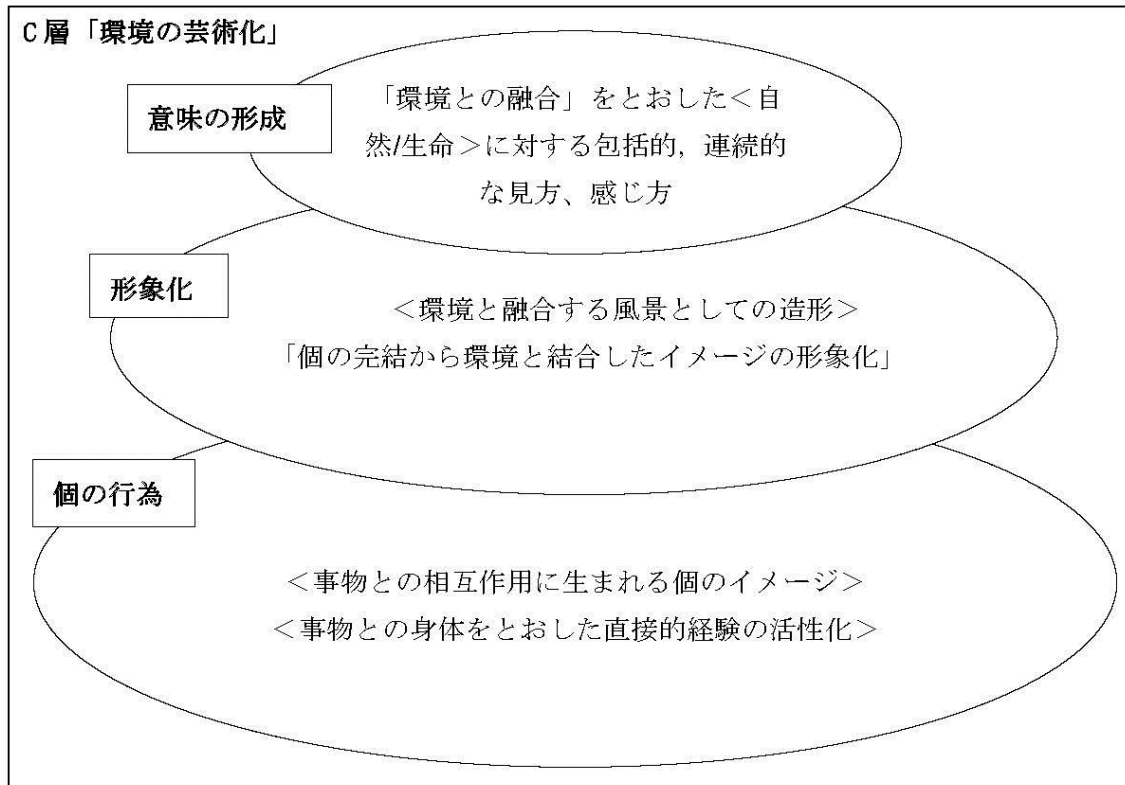 C層「環境の芸術化」
意味の形成
「環境との融合」をとおした＜自
然/生命＞に対する包括的，連続的
な見方、感じ方
形象化
＜環境と融合する風景としての造形＞
「個の完結から環境と結合したイメージの形象化」
個の行為
＜事物との相互作用に生まれる個のイメージ＞
＜事物との身体をとおした直接的経験の活性化＞